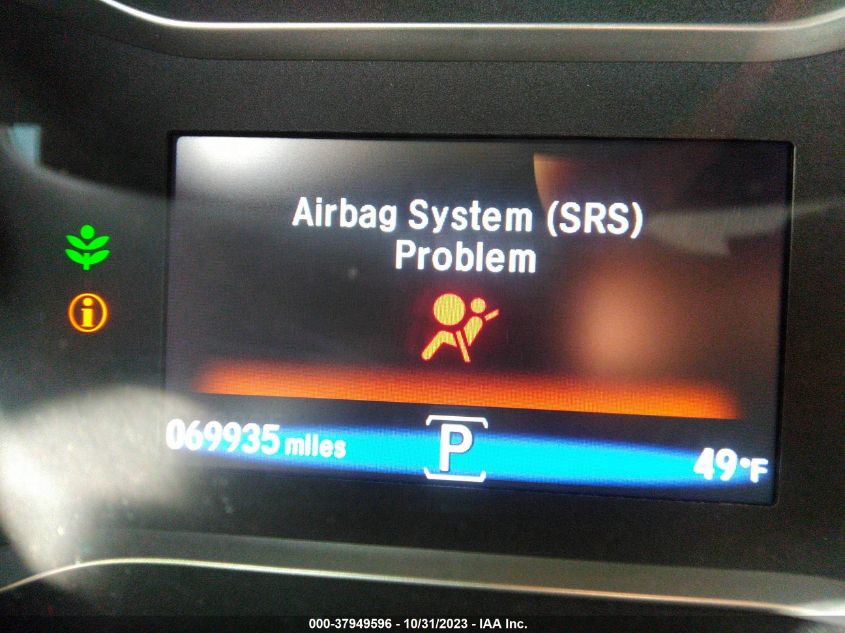 Airbag System (SRS)
Problem
069935 miles
P
49°F
000-37949596 - 10/31/2023 - IAA Inc.